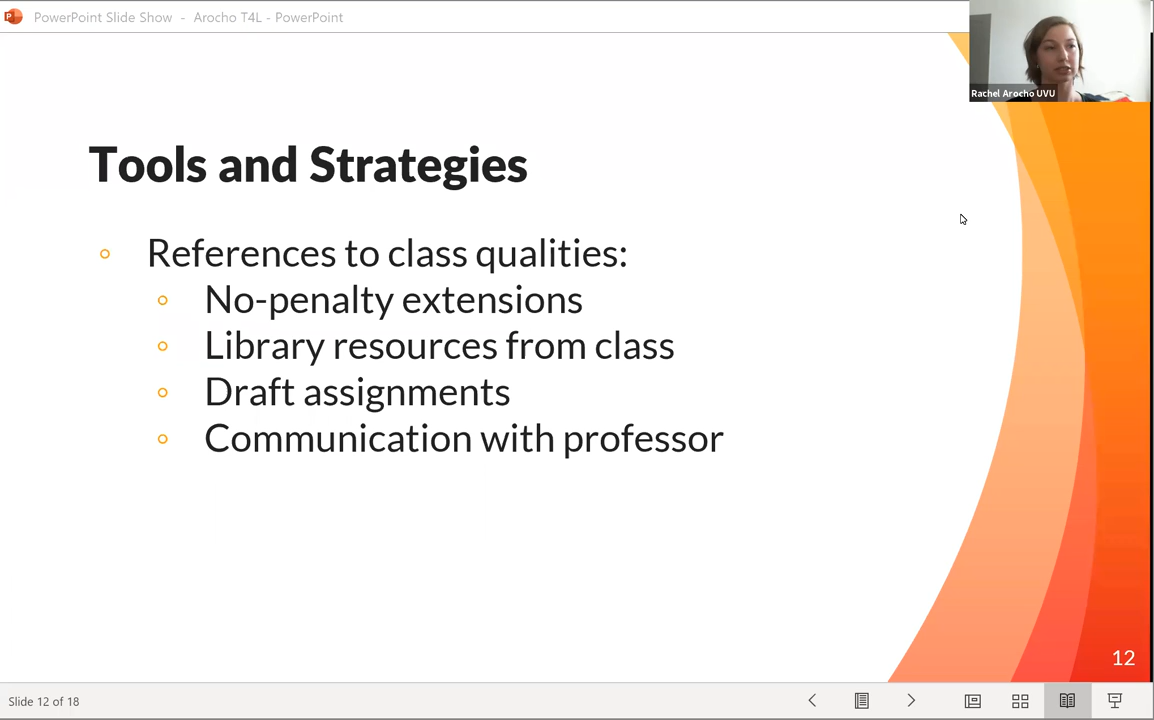 PowerPoint Slide Show - Arocho T4L - PowerPoint
Rachel Arocho UVU
Tools and Strategies
References to class qualities:
No-penalty extensions
Library resources from class
Draft assignments
Communication with professor
12
Slide 12 of 18